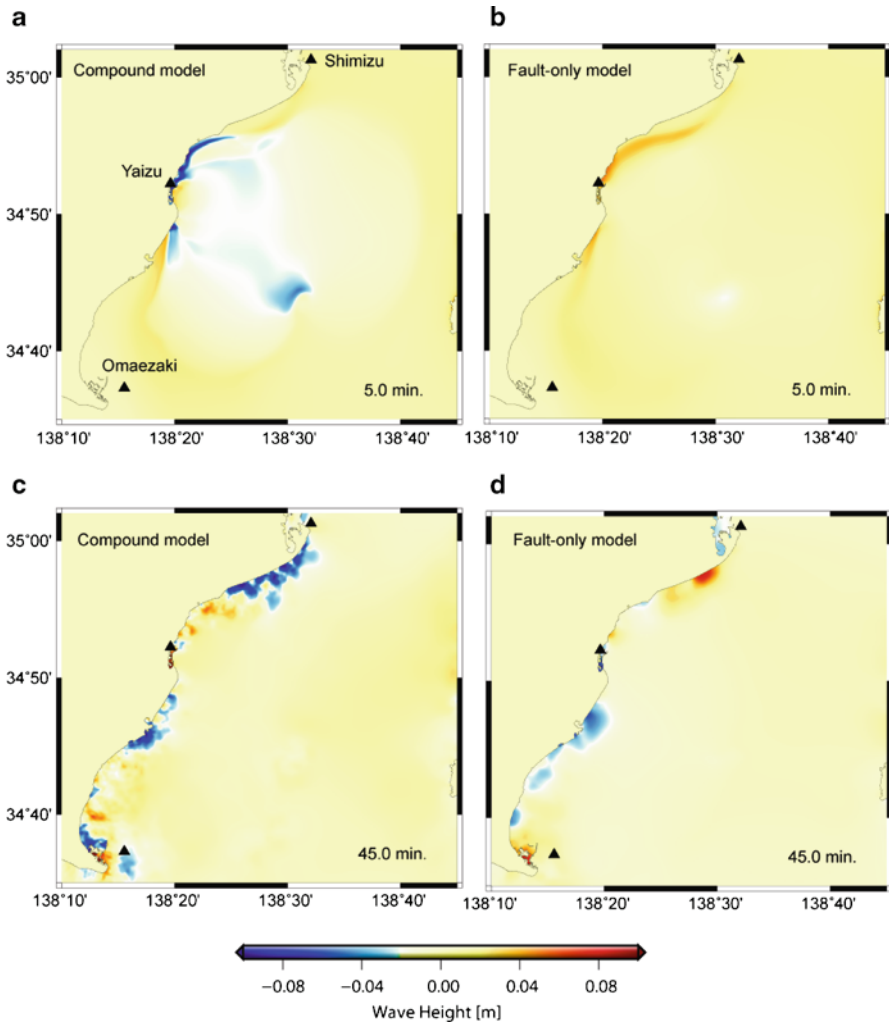 a
b
35°00'
Compound model
Shimizu
Fault-only model
Yaizu
34°50'
34°40'
Omaezaki
5.0 min.
5.0 min.
138°10' 138°20' 138°30' 138°40'
138°10' 138°20' 138°30' 138°40'
c
d
35°00'
Compound model
Fault-only model
34°50'
34°40'
45.0 min.
45.0 min.
138°10' 138°20' 138°30' 138°40'
138°10' 138°20' 138°30' 138°40'
−0.08 −0.04 0.00 0.04 0.08
Wave Height [m]